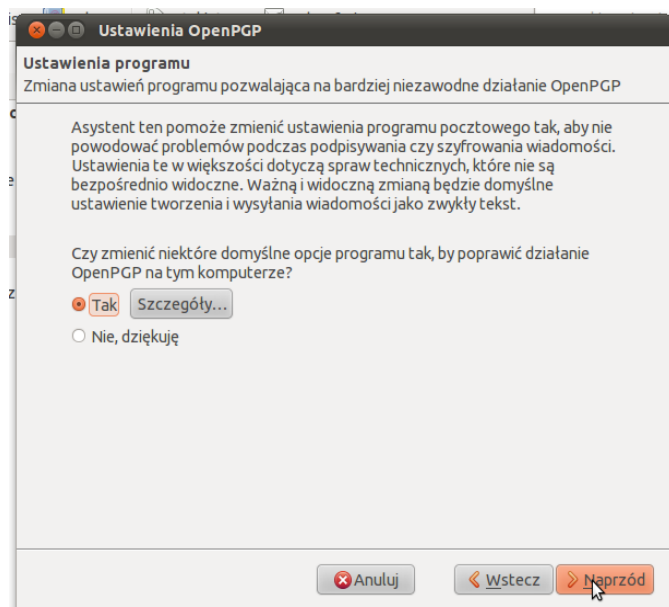 Ustawienia OpenPGP
Ustawienia programu
Zmiana ustawień programu pozwalająca na bardziej niezawodne działanie OpenPGP
Asystent ten pomoże zmienić ustawienia programu pocztowego tak, aby nie
powodować problemów podczas podpisywania czy szyfrowania wiadomości.
Ustawienia te w większości dotyczą spraw technicznych, które nie są
bezpośrednio widoczne. Ważną i widoczną zmianą będzie domyślne
ustawienie tworzenia i wysyłania wiadomości jako zwykły tekst.
Czy zmienić niektóre domyślne opcje programu tak, by poprawić działanie
OpenPGP na tym komputerze?
Tak Szczegóły...
Nie, dziękuję
Anuluj Wstecz Naprzód